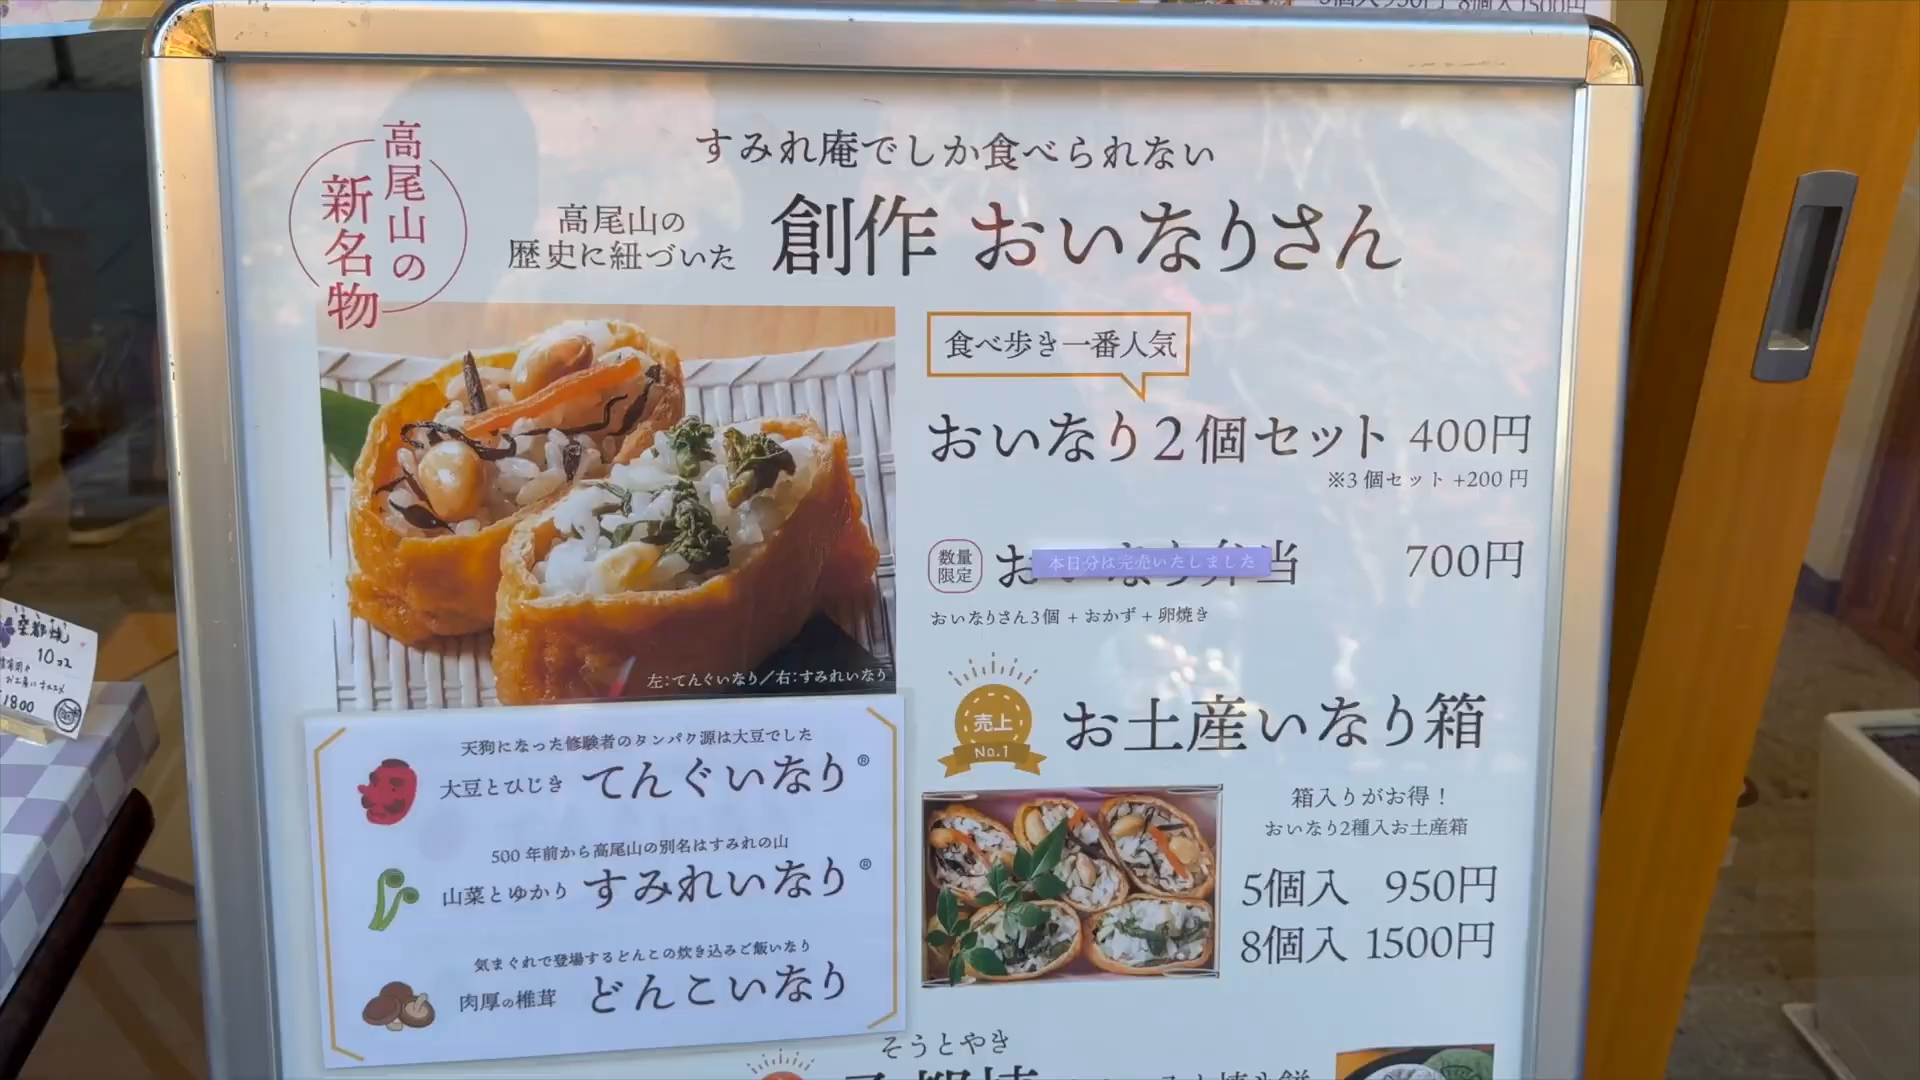 高尾山の
新名物
すみれ庵でしか食べられない
高尾山の
歴史に紐づいた
創作 おいなりさん
食べ歩き一番人気
おいなり2個セット 400円
※3個セット +200円
数量
限定
本日分は完売いたしました
当 700円
おいなりさん3個 + おかず + 卵焼き
左:てんぐいなり/右:すみれいなり
売上
No.1
お土産いなり箱
箱入りがお得!
おいなり2種入お土産箱
5個入 950円
8個入 1500円
天狗になった修験者のタンパク源は大豆でした
大豆とひじき てんぐいなり®
500年前から高尾山の別名はすみれの山
山菜とゆかり すみれいなり®
気まぐれで登場するどんこの炊き込みご飯いなり
肉厚の椎茸 どんこいなり
そうとやき
10コ
1800